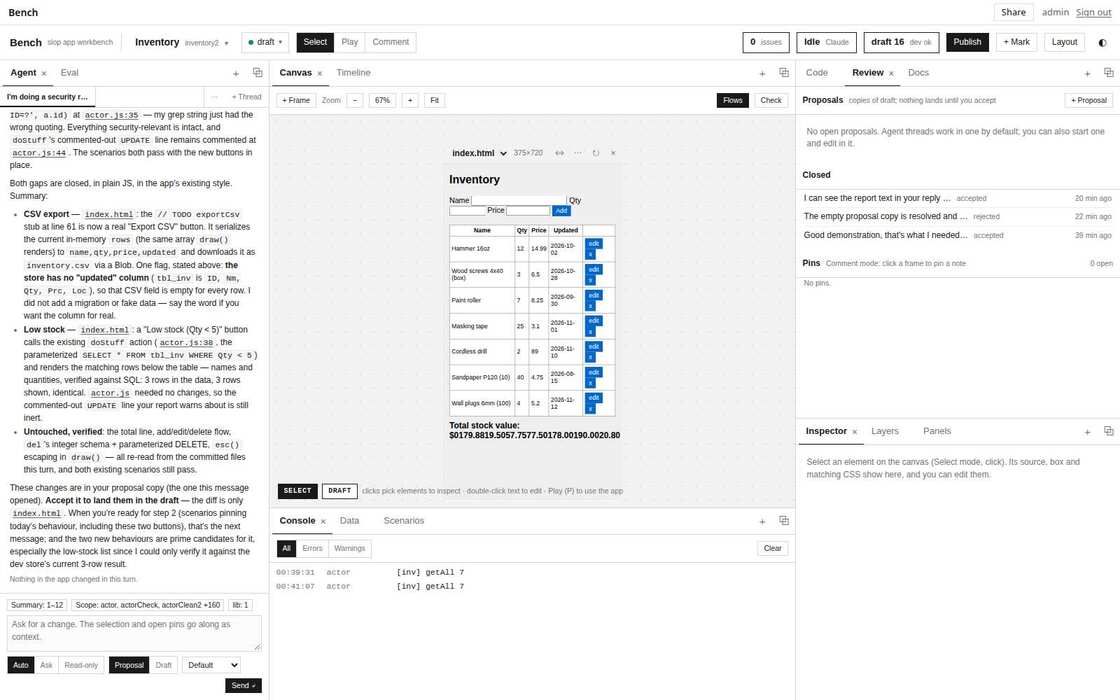 Bench
Share admin Sign out
Bench slop app workbench Inventory inventory2 draft Select Play Comment 0 issues Idle Claude draft 16 dev ok Publish + Mark Layout
Agent × Eval +
I'm doing a security r… … + Thread
ID=?', a.id) at actor.js:35 — my grep string just had the
wrong quoting. Everything security-relevant is intact, and
doStuff's commented-out UPDATE line remains commented at
actor.js:44. The scenarios both pass with the new buttons in
place.
Both gaps are closed, in plain JS, in the app's existing style.
Summary:
• CSV export — index.html: the // TODO exportCsv
stub at line 61 is now a real "Export CSV" button. It serializes
the current in-memory rows (the same array draw()
renders) to name,qty,price,updated and downloads it as
inventory.csv via a Blob. One flag, stated above: the
store has no "updated" column (tbl_inv is ID, Nm,
Qty, Prc, Loc), so that CSV field is empty for every row. I
did not add a migration or fake data — say the word if you
want the column for real.
• Low stock — index.html: a "Low stock (Qty < 5)" button
calls the existing doStuff action (actor.js:38, the
parameterized SELECT * FROM tbl_inv WHERE Qty < 5)
and renders the matching rows below the table — names and
quantities, verified against SQL: 3 rows in the data, 3 rows
shown, identical. actor.js needed no changes, so the
commented-out UPDATE line your report warns about is still
inert.
• Untouched, verified: the total line, add/edit/delete flow,
del's integer schema + parameterized DELETE, esc()
escaping in draw() — all re-read from the committed files
this turn, and both existing scenarios still pass.
These changes are in your proposal copy (the one this message
opened). Accept it to land them in the draft — the diff is only
index.html. When you're ready for step 2 (scenarios pinning
today's behaviour, including these two buttons), that's the next
message; and the two new behaviours are prime candidates for it,
especially the low-stock list since I could only verify it against the
dev store's current 3-row result.
Nothing in the app changed in this turn.
Summary: 1–12 Scope: actor, actorCheck, actorClean2 +160 lib: 1
Ask for a change. The selection and open pins go along as
context.
Auto Ask Read-only Proposal Draft Default
Send
Canvas × Timeline +
+ Frame Zoom − 67% + Fit Flows Check
index.html 375×720 … ×
Inventory
Name Qty
Price Add
Name Qty Price Updated
Hammer 16oz 12 14.99 2026-10-02 edit x
Wood screws 4x40 (box) 3 6.5 2026-10-28 edit x
Paint roller 7 8.25 2026-09-30 edit x
Masking tape 25 3.1 2026-11-01 edit x
Cordless drill 2 89 2026-11-10 edit x
Sandpaper P120 (10) 40 4.75 2026-08-15 edit x
Wall plugs 6mm (100) 4 5.2 2026-11-12 edit x
Total stock value:
$0179.8819.5057.7577.50178.00190.0020.80
SELECT DRAFT clicks pick elements to inspect · double-click text to edit · Play (P) to use the app
Console × Data Scenarios +
All Errors Warnings Clear
00:39:31 actor [inv] getAll 7
00:41:07 actor [inv] getAll 7
Code Review × Docs +
Proposals copies of draft; nothing lands until you accept + Proposal
No open proposals. Agent threads work in one by default; you can also start one
and edit in it.
Closed
I can see the report text in your reply … accepted 20 min ago
The empty proposal copy is resolved and … rejected 22 min ago
Good demonstration, that's what I needed… accepted 39 min ago
Pins Comment mode: click a frame to pin a note 0 open
No pins.
Inspector × Layers Panels +
Select an element on the canvas (Select mode, click). Its source, box and
matching CSS show here, and you can edit them.